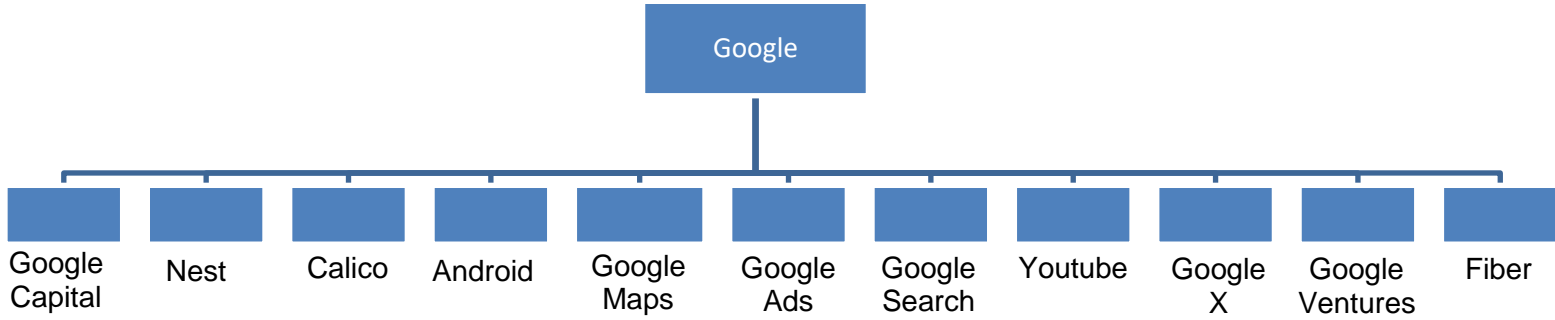 Google
Google
Capital
Nest
Calico
Android
Google
Maps
Google
Ads
Google
Search
Youtube
Google
X
Google
Ventures
Fiber